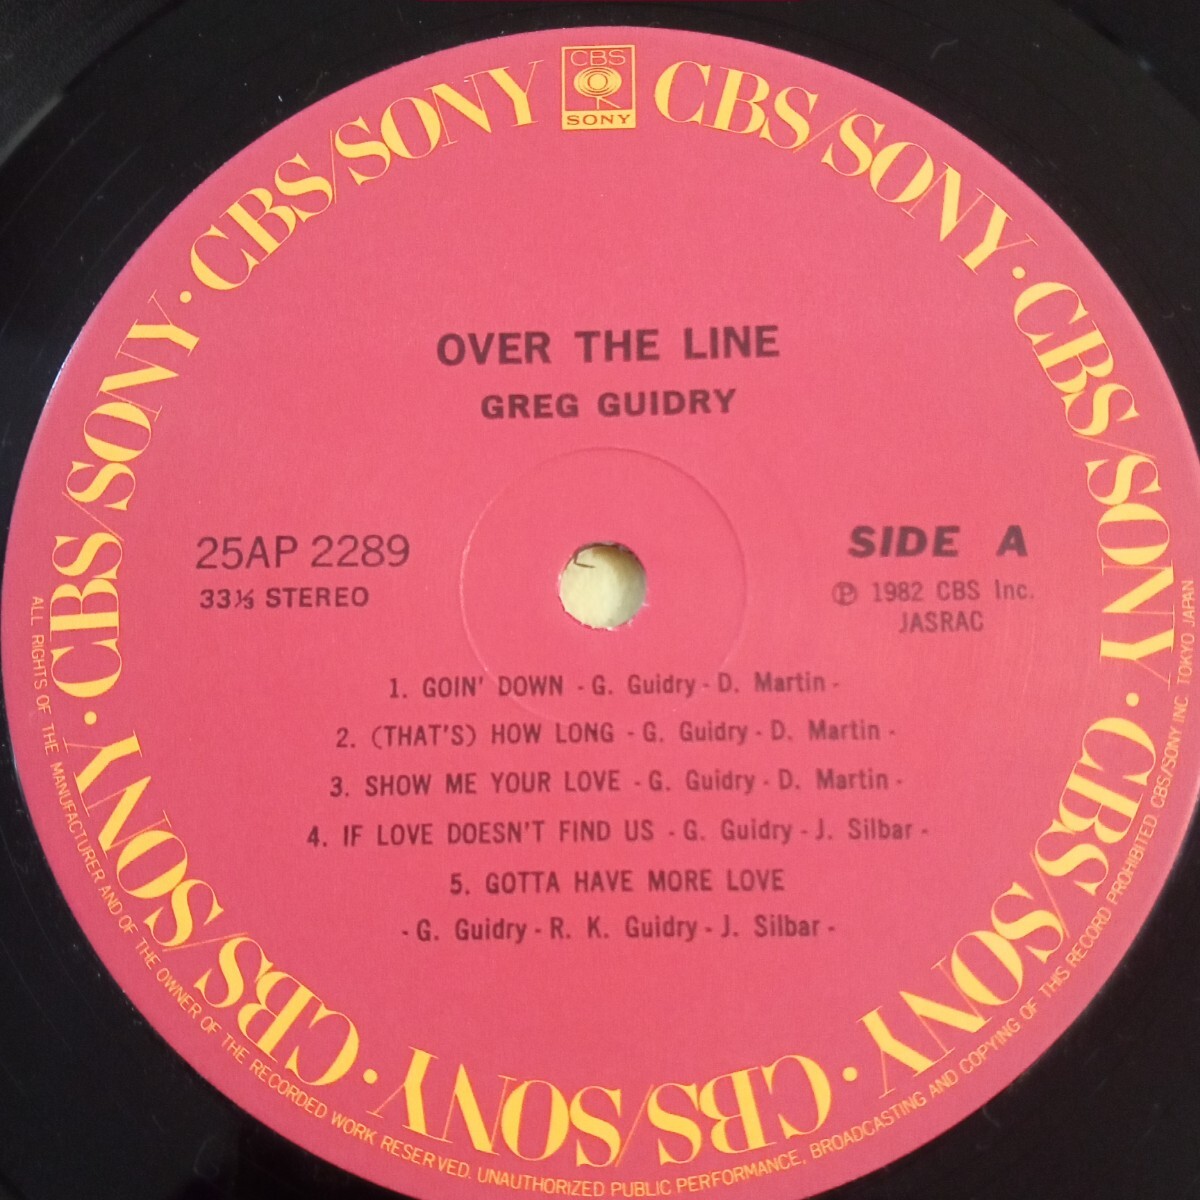 CBS
SONY
CBS/SONY · CBS/SONY · CBS/SONY · CBS/SONY · CBS/SONY · CBS/SONY · CBS/SONY · CBS/SONY
OVER THE LINE
GREG GUIDRY
25AP 2289
33⅓ STEREO
SIDE A
Ⓟ 1982 CBS Inc.
JASRAC
1. GOIN' DOWN - G. Guidry - D. Martin -
2. (THAT'S) HOW LONG - G. Guidry - D. Martin -
3. SHOW ME YOUR LOVE - G. Guidry - D. Martin -
4. IF LOVE DOESN'T FIND US - G. Guidry - J. Silbar -
5. GOTTA HAVE MORE LOVE
- G. Guidry - R. K. Guidry - J. Silbar -
ALL RIGHTS OF THE MANUFACTURER AND OF THE OWNER OF THE RECORDED WORK RESERVED. UNAUTHORIZED PUBLIC PERFORMANCE, BROADCASTING AND COPYING OF THIS RECORD PROHIBITED. CBS/SONY INC. TOKYO JAPAN